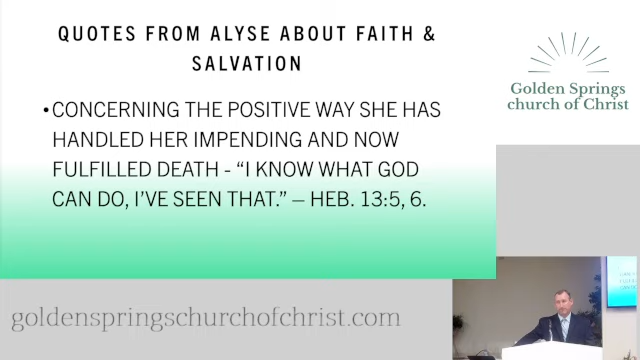 QUOTES FROM ALYSE ABOUT FAITH &
SALVATION
•CONCERNING THE POSITIVE WAY SHE HAS
HANDLED HER IMPENDING AND NOW
FULFILLED DEATH - “I KNOW WHAT GOD
CAN DO, I’VE SEEN THAT.” – HEB. 13:5, 6.
Golden Springs
church of Christ
goldenspringschurchofchrist.com